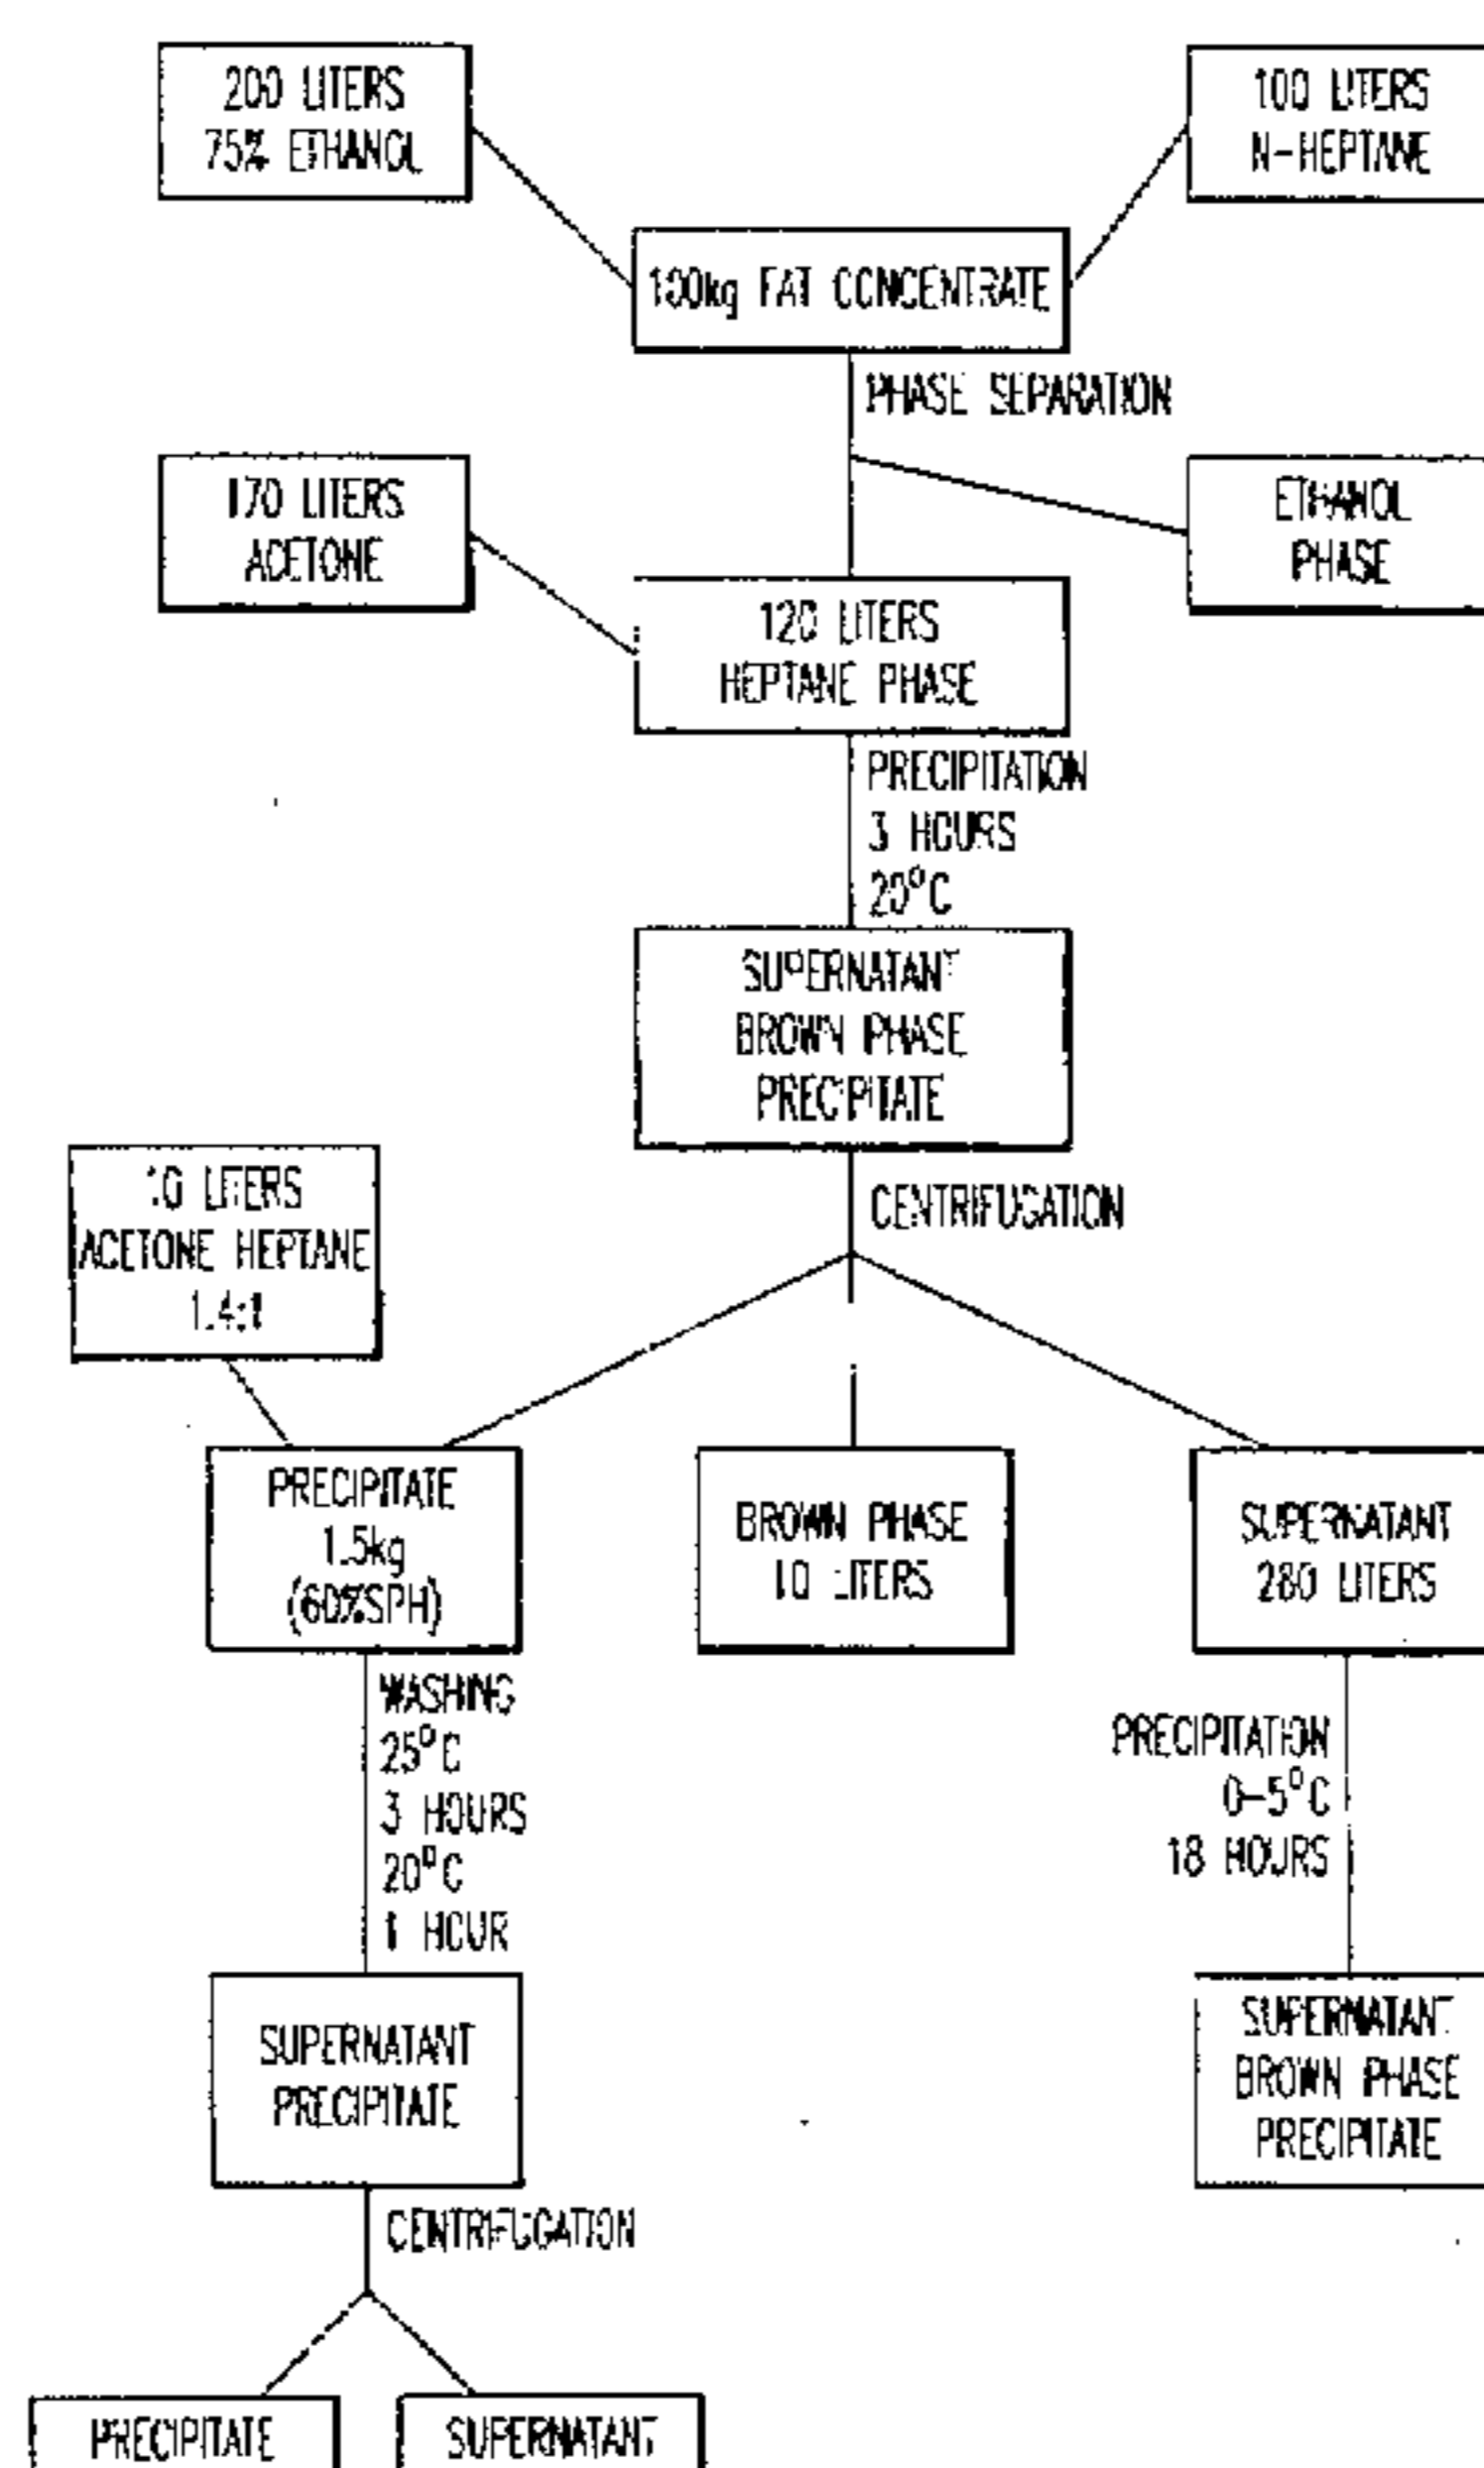 200 LITERS
75% ETHANOL
100 LITERS
N-HEPTANE
100kg FAT CONCENTRATE
PHASE SEPARATION
170 LITERS
ACETONE
ETHANOL
PHASE
120 LITERS
HEPTANE PHASE
PRECIPITATION
3 HOURS
20°C
SUPERNATANT
BROWN PHASE
PRECIPITATE
10 LITERS
ACETONE HEPTANE
1.4:1
CENTRIFUGATION
PRECIPITATE
1.5kg
(60%SPH)
BROWN PHASE
10 LITERS
SUPERNATANT
280 LITERS
WASHING
25°C
3 HOURS
20°C
1 HOUR
PRECIPITATION
0-5°C
18 HOURS
SUPERNATANT
PRECIPITATE
SUPERNATANT
BROWN PHASE
PRECIPITATE
CENTRIFUGATION
PRECIPITATE
SUPERNATANT